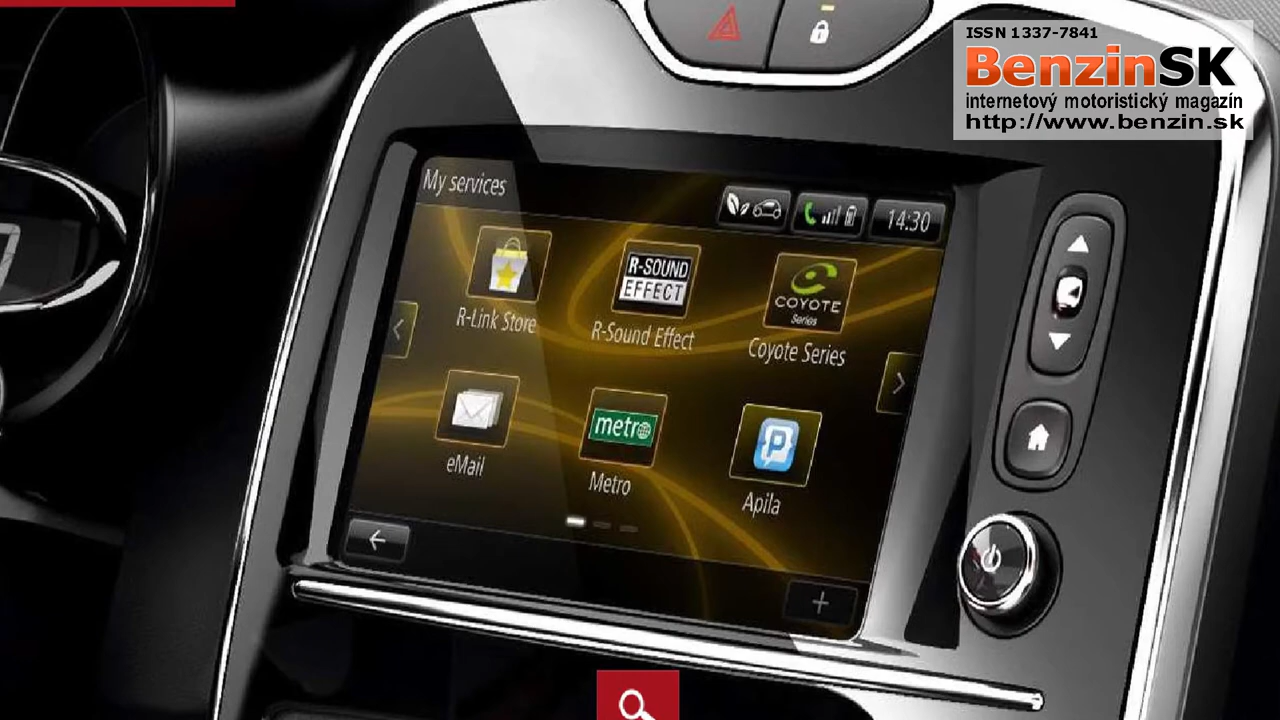 ISSN 1337-7841
BenzinSK
internetový motoristický magazín
http://www.benzin.sk
My services
14:30
R-SOUND
EFFECT
COYOTE
Series
R-Link Store
R-Sound Effect
Coyote Series
metro
P
eMail
Metro
Apila